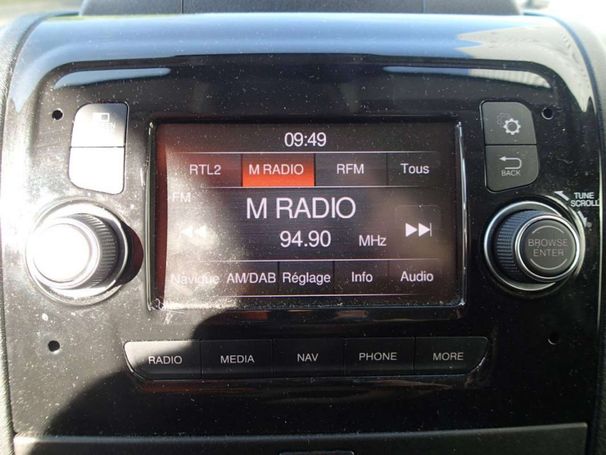 09:49
RTL2 M RADIO RFM Tous
BACK
FM
TUNE
SCROLL
M RADIO
94.90 MHz
BROWSE
ENTER
Navigue AM/DAB Réglage Info Audio
RADIO MEDIA NAV PHONE MORE